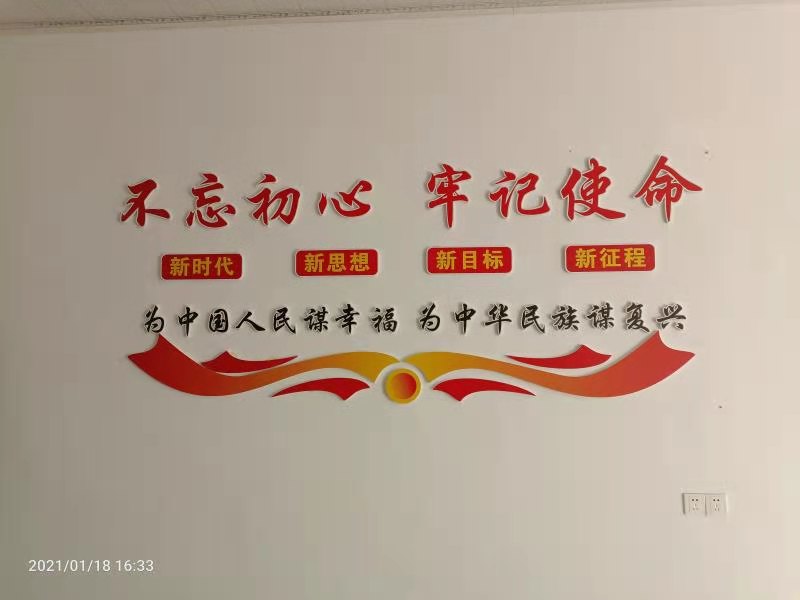 不忘初心 牢记使命
新时代 新思想 新目标 新征程
为中国人民谋幸福 为中华民族谋复兴
2021/01/18 16:33